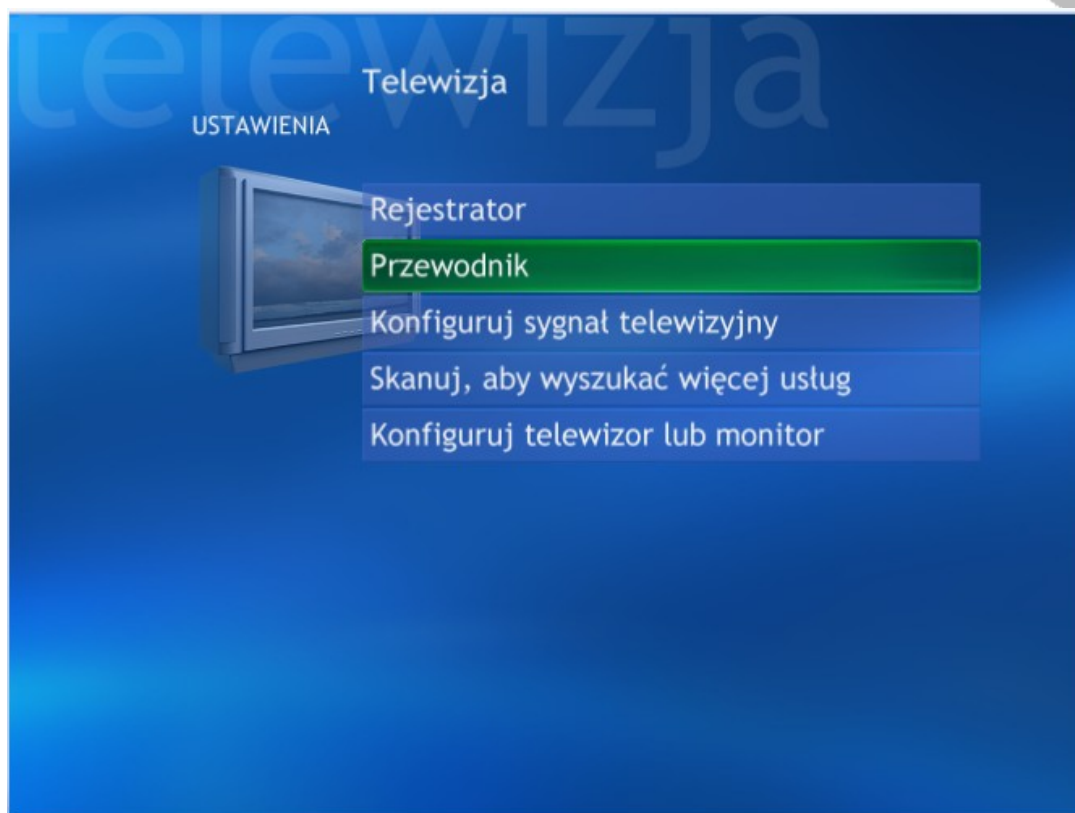 telewizja
Telewizja
USTAWIENIA
Rejestrator
Przewodnik
Konfiguruj sygnał telewizyjny
Skanuj, aby wyszukać więcej usług
Konfiguruj telewizor lub monitor